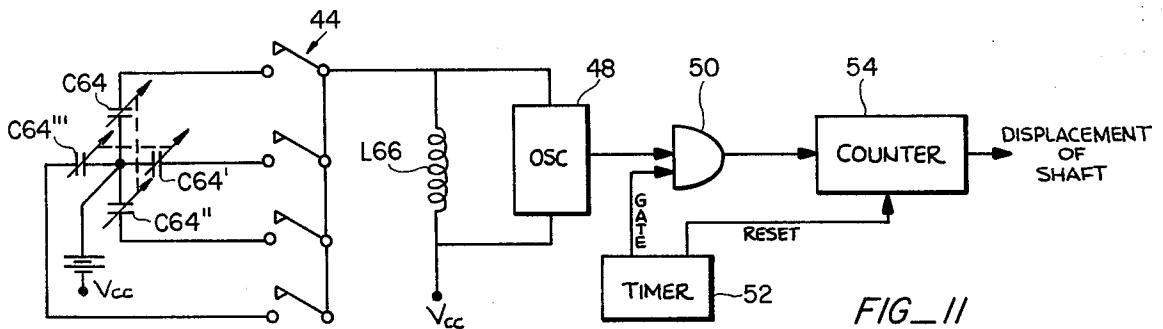 44
C64
C64'''
C64'
C64"
Vcc
L66
Vcc
48
OSC
50
GATE
TIMER
52
RESET
54
COUNTER
DISPLACEMENT
OF
SHAFT
FIG_11